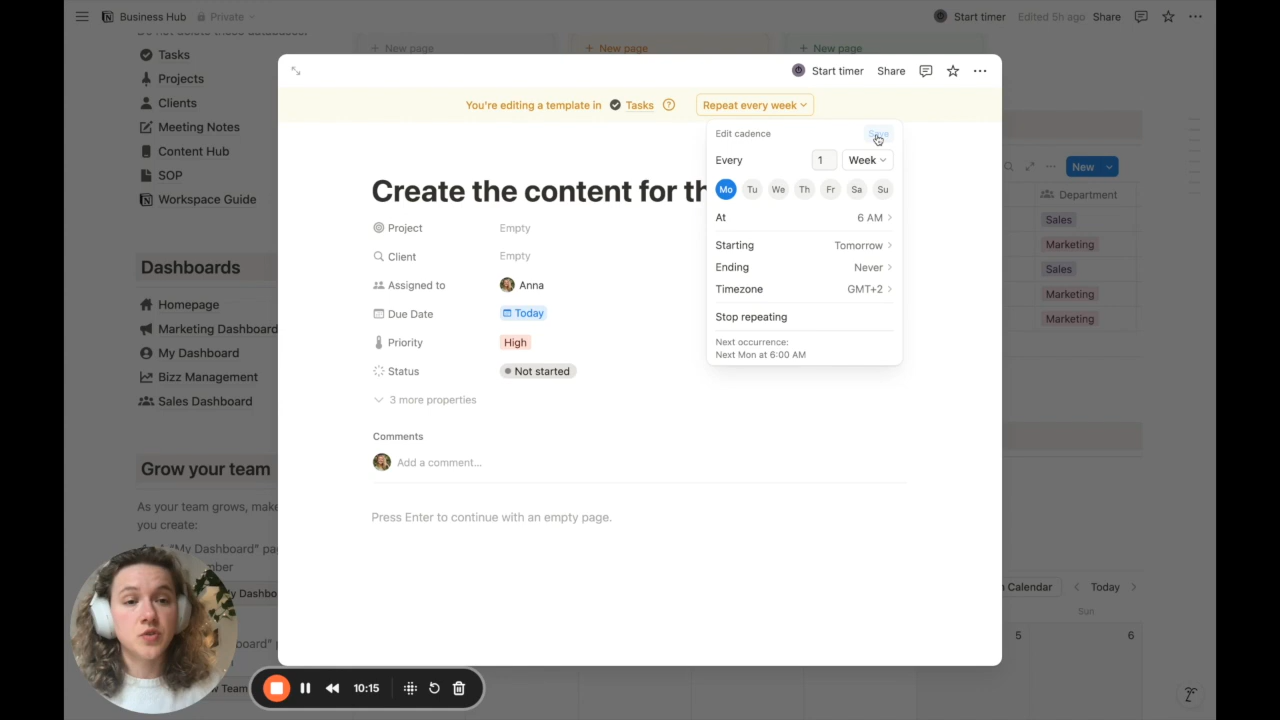 Business Hub
Private
Start timer
Edited 5h ago
Share
Tasks
Projects
Clients
Meeting Notes
Content Hub
SOP
Workspace Guide
Dashboards
Homepage
Marketing Dashboard
My Dashboard
Bizz Management
Sales Dashboard
Grow your team
As your team grows, make
you create:
New page
New page
New page
Start timer
Share
You're editing a template in Tasks
Repeat every week
Create the content for th
Project Empty
Client Empty
Assigned to Anna
Due Date Today
Priority High
Status Not started
3 more properties
Comments
Add a comment...
Press Enter to continue with an empty page.
Edit cadence
Save
Every 1 Week
Mo Tu We Th Fr Sa Su
At 6 AM
Starting Tomorrow
Ending Never
Timezone GMT+2
Stop repeating
Next occurrence:
Next Mon at 6:00 AM
New
Department
Sales
Marketing
Sales
Marketing
Marketing
Calendar
Today
Sun
5 6
10:15